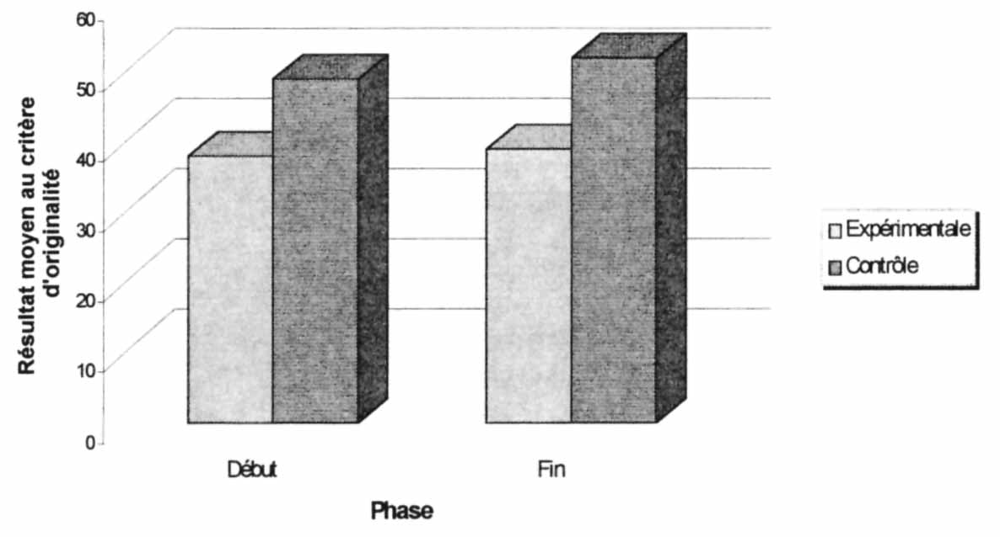 60
50
40
30
20
10
0
Résultat moyen au critère
d'originalité
Début
Fin
Phase
Expérimentale
Contrôle